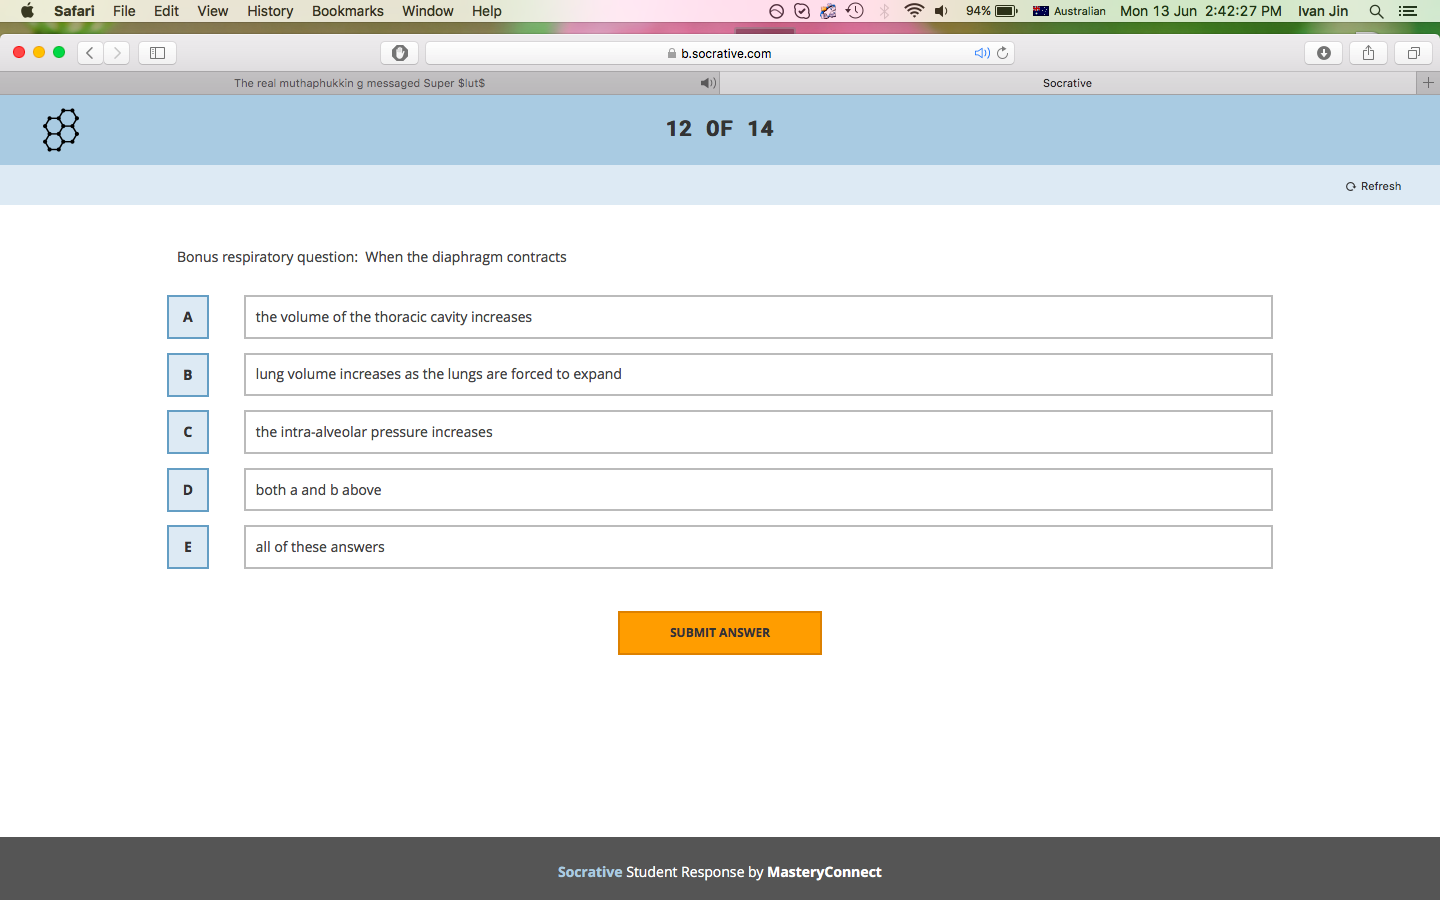 Safari File Edit View History Bookmarks Window Help 94% Australian Mon 13 Jun 2:42:27 PM Ivan Jin
b.socrative.com
The real muthaphukkin g messaged Super $lut$ Socrative
12 OF 14
Refresh
Bonus respiratory question: When the diaphragm contracts
A the volume of the thoracic cavity increases
B lung volume increases as the lungs are forced to expand
C the intra-alveolar pressure increases
D both a and b above
E all of these answers
SUBMIT ANSWER
Socrative Student Response by MasteryConnect